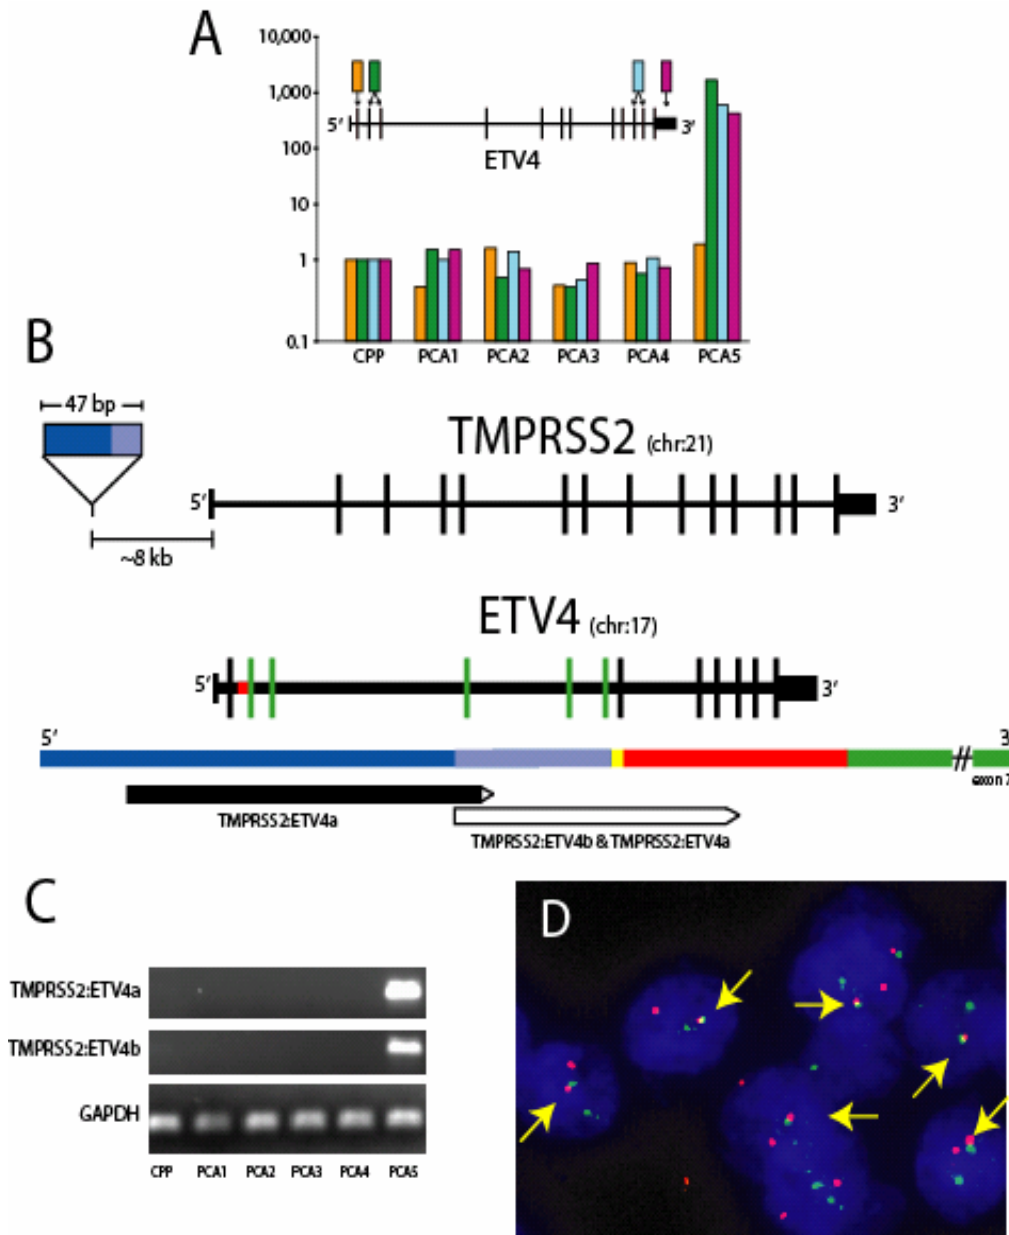 A
10,000
1,000
100
10
1
0.1
5′ 3′
ETV4
CPP PCA1 PCA2 PCA3 PCA4 PCA5
B
47 bp
~8 kb
TMPRSS2 (chr:21)
5′ 3′
ETV4 (chr:17)
5′ 3′
5′ 3
exon 7
TMPRSS2:ETV4a
TMPRSS2:ETV4b & TMPRSS2:ETV4a
C
TMPRSS2:ETV4a
TMPRSS2:ETV4b
GAPDH
CPP PCA1 PCA2 PCA3 PCA4 PCA5
D